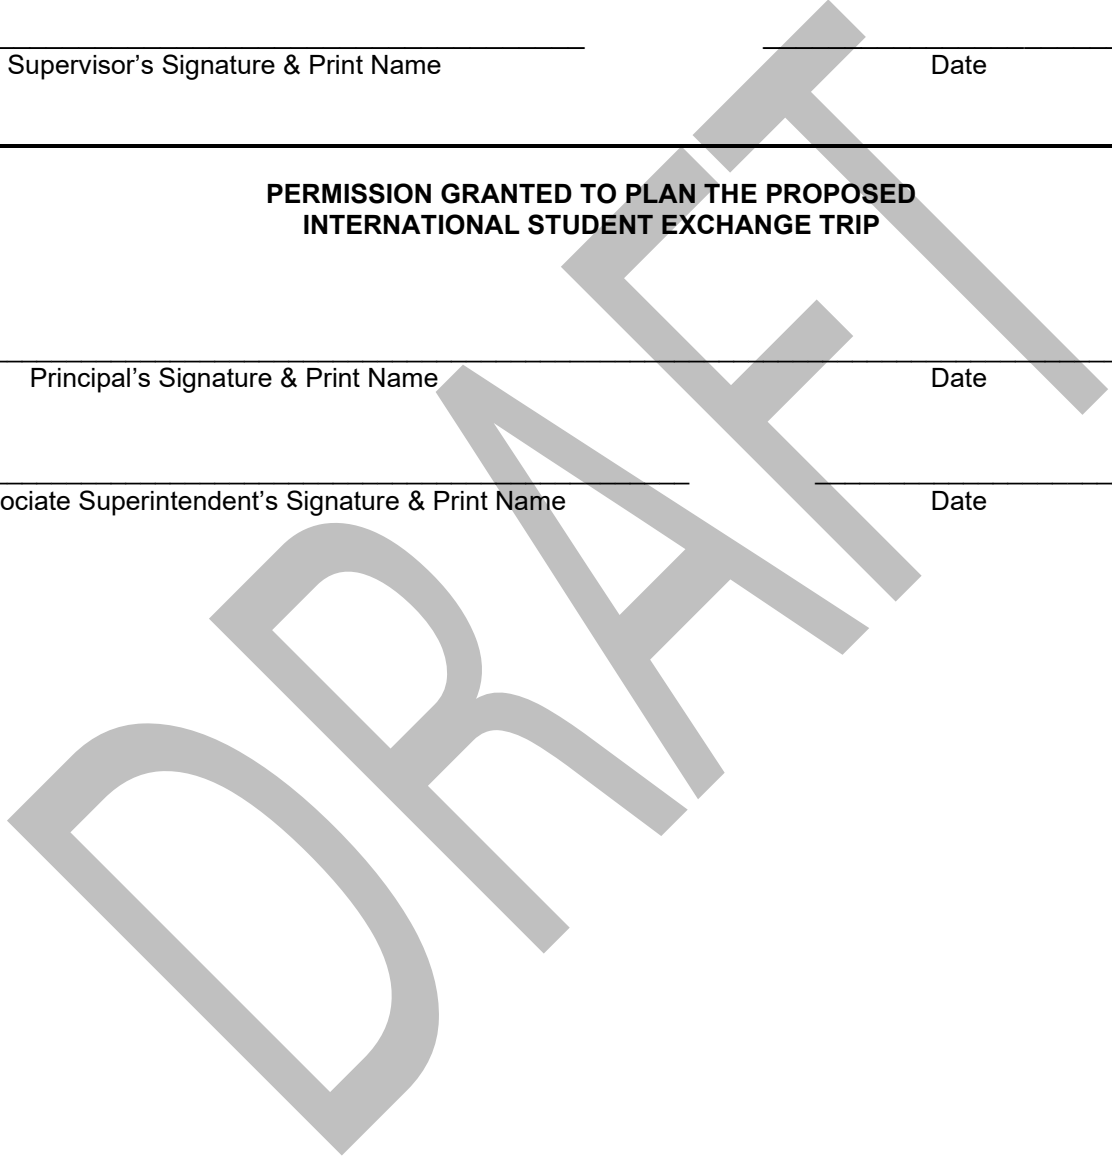 Supervisor’s Signature & Print Name Date
PERMISSION GRANTED TO PLAN THE PROPOSED
INTERNATIONAL STUDENT EXCHANGE TRIP
Principal’s Signature & Print Name Date
ociate Superintendent’s Signature & Print Name Date
DRAFT